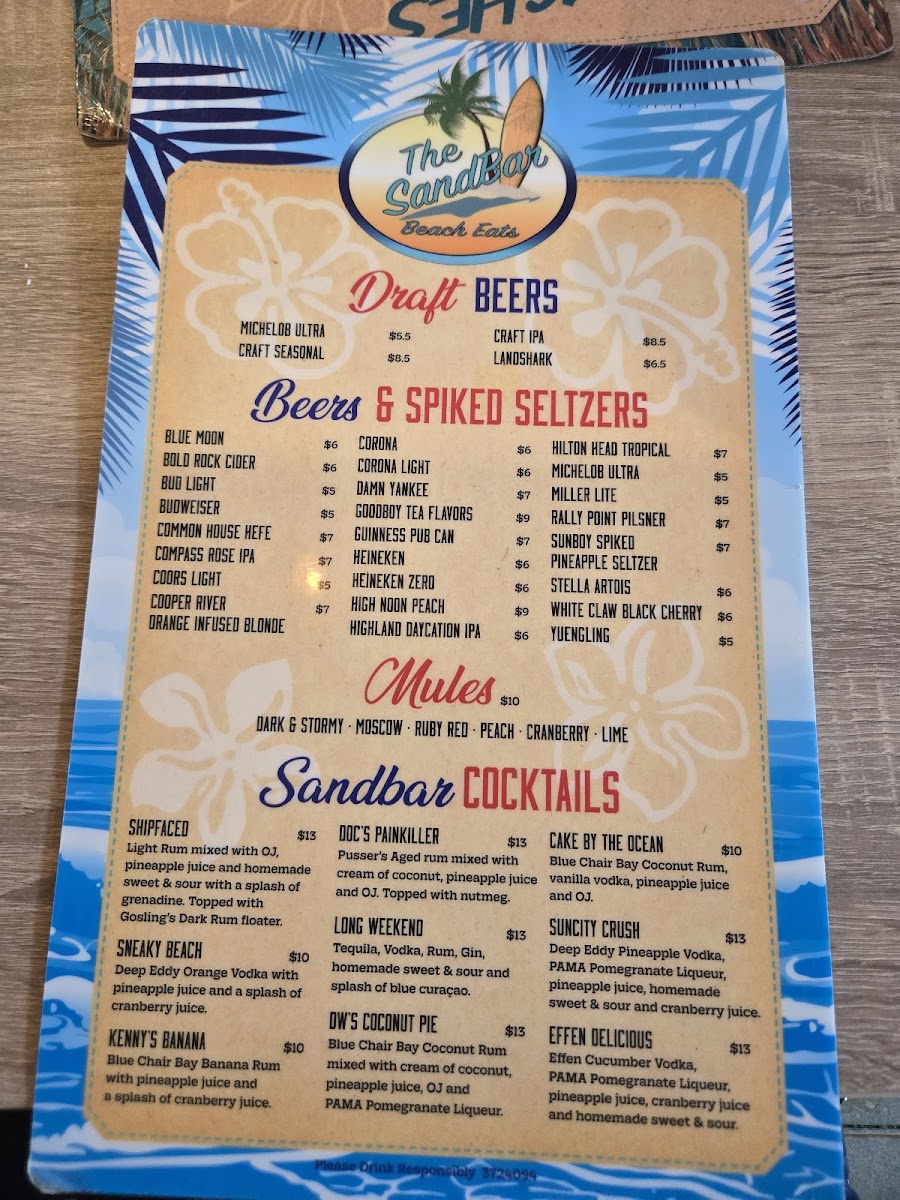 CHES
The
SandBar
Beach Eats
Draft BEERS
MICHELOB ULTRA $5.5
CRAFT SEASONAL $8.5
CRAFT IPA $8.5
LANDSHARK $6.5
Beers & SPIKED SELTZERS
BLUE MOON $6
BOLD ROCK CIDER $6
BUD LIGHT $5
BUDWEISER $5
COMMON HOUSE HEFE $7
COMPASS ROSE IPA $7
COORS LIGHT $5
COOPER RIVER $7
ORANGE INFUSED BLONDE
CORONA $6
CORONA LIGHT $6
DAMN YANKEE $7
GOODBOY TEA FLAVORS $9
GUINNESS PUB CAN $7
HEINEKEN $6
HEINEKEN ZERO $6
HIGH NOON PEACH $9
HIGHLAND DAYCATION IPA $6
HILTON HEAD TROPICAL $7
MICHELOB ULTRA $5
MILLER LITE $5
RALLY POINT PILSNER $7
SUNBOY SPIKED $7
PINEAPPLE SELTZER
STELLA ARTOIS $6
WHITE CLAW BLACK CHERRY $6
YUENGLING $5
Mules $10
DARK & STORMY · MOSCOW · RUBY RED · PEACH · CRANBERRY · LIME
Sandbar COCKTAILS
SHIPFACED $13
Light Rum mixed with OJ,
pineapple juice and homemade
sweet & sour with a splash of
grenadine. Topped with
Gosling's Dark Rum floater.
SNEAKY BEACH $10
Deep Eddy Orange Vodka with
pineapple juice and a splash of
cranberry juice.
KENNY'S BANANA $10
Blue Chair Bay Banana Rum
with pineapple juice and
a splash of cranberry juice.
DOC'S PAINKILLER $13
Pusser's Aged rum mixed with
cream of coconut, pineapple juice
and OJ. Topped with nutmeg.
LONG WEEKEND $13
Tequila, Vodka, Rum, Gin,
homemade sweet & sour and
splash of blue curaçao.
DW'S COCONUT PIE $13
Blue Chair Bay Coconut Rum
mixed with cream of coconut,
pineapple juice, OJ and
PAMA Pomegranate Liqueur.
CAKE BY THE OCEAN $10
Blue Chair Bay Coconut Rum,
vanilla vodka, pineapple juice
and OJ.
SUNCITY CRUSH $13
Deep Eddy Pineapple Vodka,
PAMA Pomegranate Liqueur,
pineapple juice, homemade
sweet & sour and cranberry juice.
EFFEN DELICIOUS $13
Effen Cucumber Vodka,
PAMA Pomegranate Liqueur,
pineapple juice, cranberry juice
and homemade sweet & sour.
Please Drink Responsibly 3724094